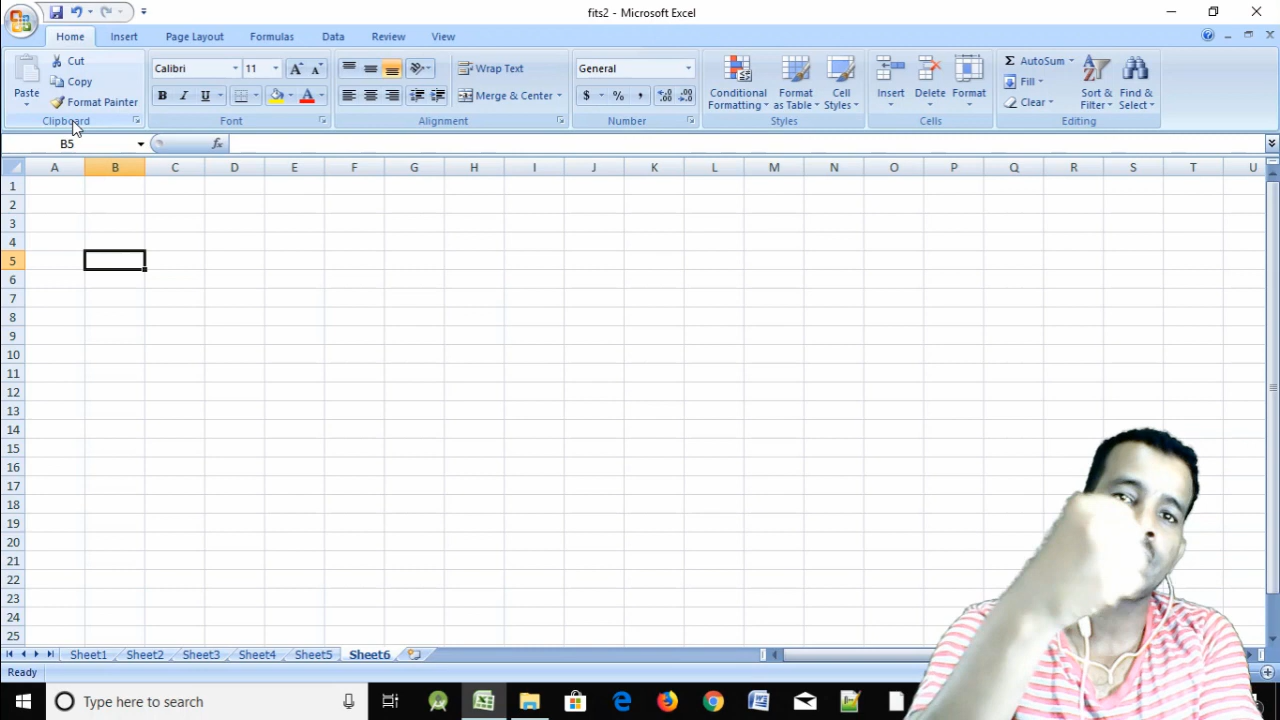 fits2 - Microsoft Excel
Home Insert Page Layout Formulas Data Review View
Paste
Cut
Copy
Format Painter
Clipboard
Calibri 11
B I U
Font
Wrap Text
Merge & Center
Alignment
General
$ % ,
Number
Conditional Formatting
Format as Table
Cell Styles
Styles
Insert Delete Format
Cells
Σ AutoSum
Fill
Clear
Sort & Filter
Find & Select
Editing
B5 fx
A B C D E F G H I J K L M N O P Q R S T U
1
2
3
4
5
6
7
8
9
10
11
12
13
14
15
16
17
18
19
20
21
22
23
24
25
Sheet1 Sheet2 Sheet3 Sheet4 Sheet5 Sheet6
Ready
Type here to search